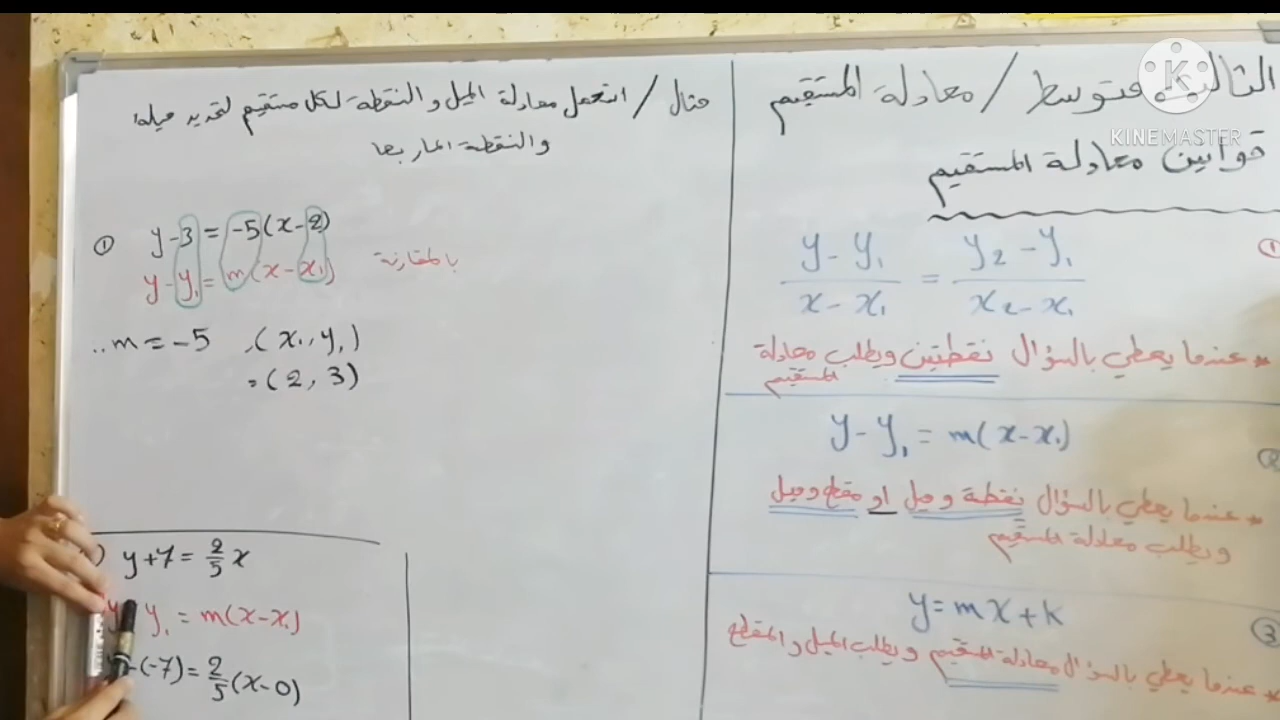 الثالث متوسط / معادلة المستقيم
قوانين معادلة المستقيم
①
y - y₁ / x - x₁ = y₂ - y₁ / x₂ - x₁
* عندما يعطي بالسؤال نقطتين ويطلب معادلة
المستقيم
②
y - y₁ = m(x - x₁)
* عندما يعطي بالسؤال نقطة وميل او مقطع وميل
ويطلب معادلة المستقيم
③
y = mx + k
* عندما يعطي بالسؤال معادلة المستقيم ويطلب الميل والمقطع
مثال / استعمل معادلة الميل والنقطة لكل مستقيم لتحديد ميله
والنقطة المار بها
① y - 3 = -5(x - 2)
y - y₁ = m(x - x₁) بالمقارنة
∴ m = -5 , (x₁, y₁)
= (2, 3)
) y + 7 = 2/5 x
y y₁ = m(x - x₁)
- (-7) = 2/5 (x - 0)
KINEMASTER